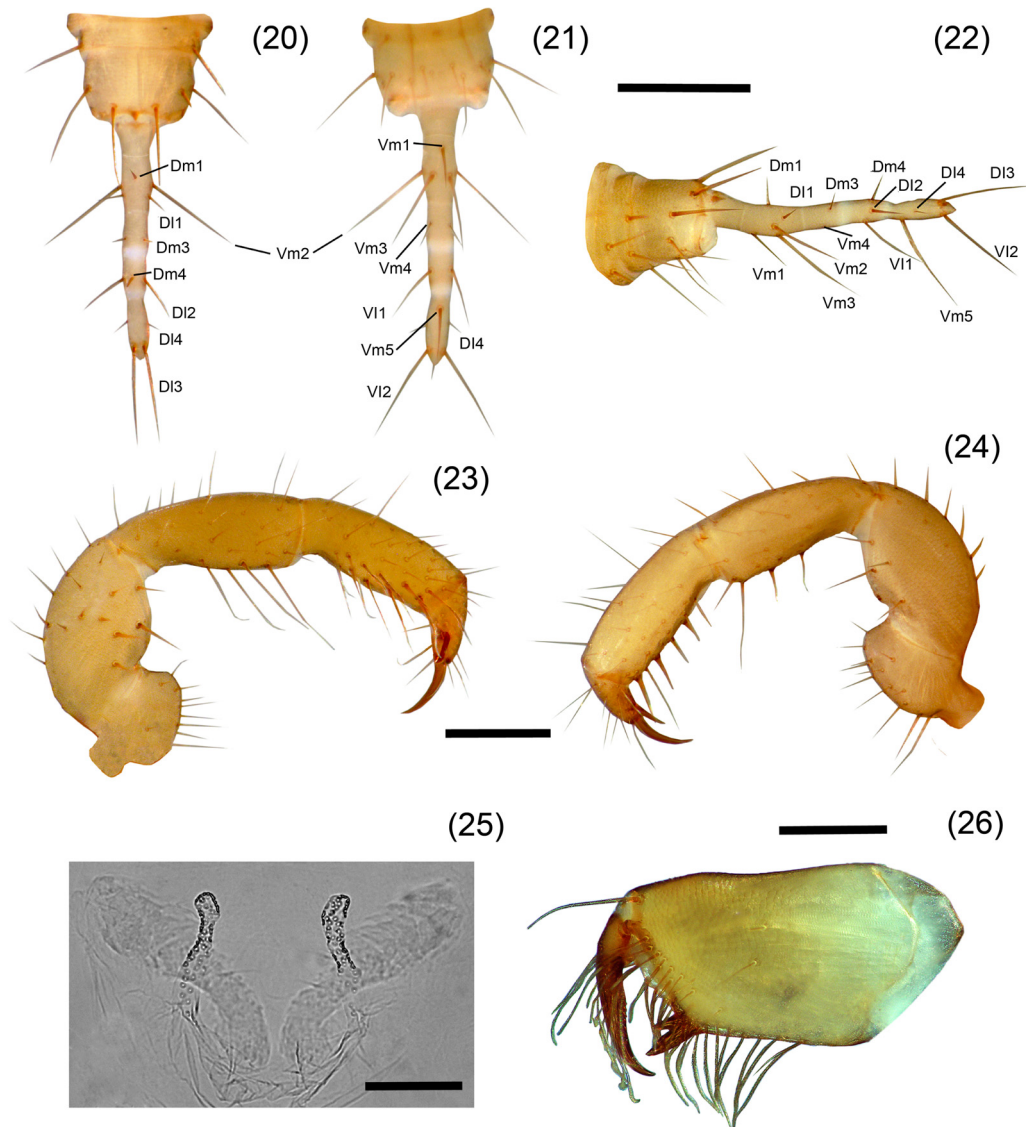 (20)
(21)
(22)
Dm1
Dl1
Dm3
Dm4
Dl2
Dl4
Dl3
Vm2
Vm1
Vm3
Vm4
Vl1
Vm5
Dl4
Vl2
Dm1
Dl1
Dm3
Dm4
Dl2
Dl4
Dl3
Vm1
Vm2
Vm3
Vm4
Vl1
Vm5
Vl2
(23)
(24)
(25)
(26)